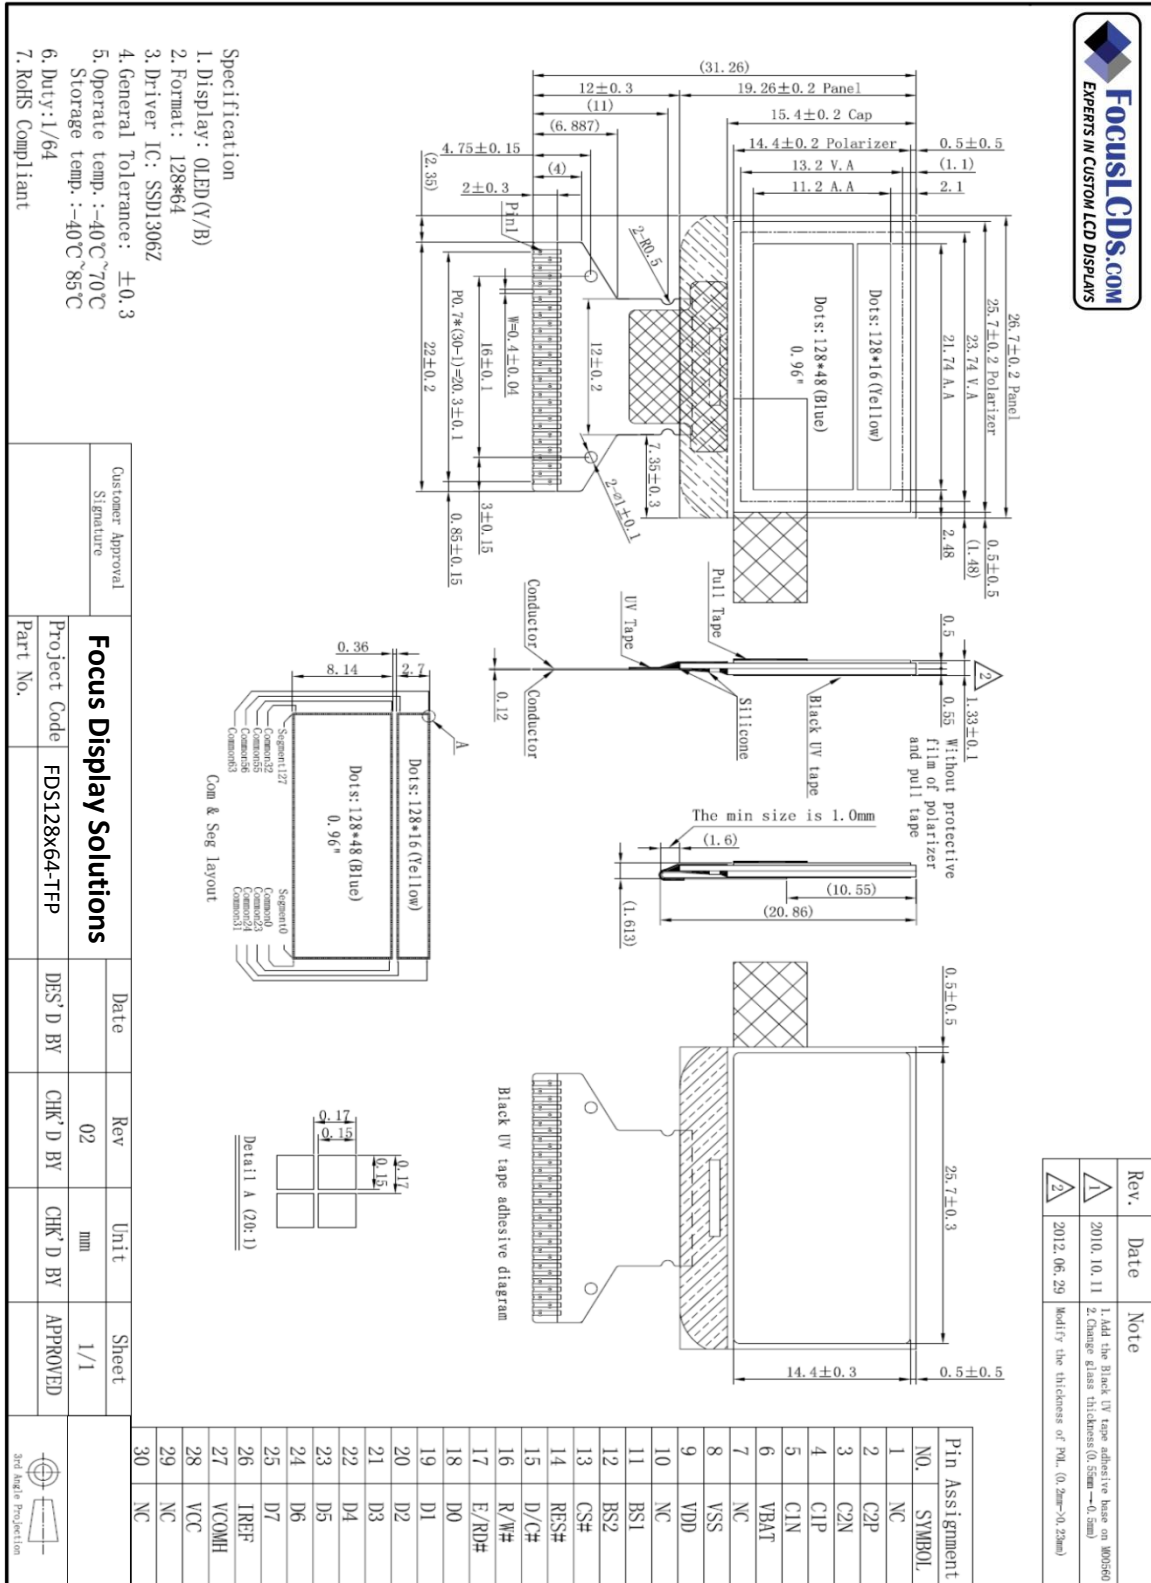 FocusLCDs.com
EXPERTS IN CUSTOM LCD DISPLAYS
Rev. Date Note
1 2010.10.11 1.Add the Black UV tape adhesive base on M00560
2.Change glass thickness(0.55mm→0.5mm)
2 2012.06.29 Modify the thickness of POL. (0.2mm->0.23mm)
26.7±0.2 Panel
25.7±0.2 Polarizer
23.74 V.A
21.74 A.A
0.5±0.5
(1.48)
2.48
(31.26)
12±0.3
19.26±0.2 Panel
(11)
15.4±0.2 Cap
(6.887)
14.4±0.2 Polarizer
0.5±0.5
4.75±0.15
13.2 V.A
(1.1)
(4)
11.2 A.A
2.1
2±0.3
(2.35)
Dots:128*16(Yellow)
Dots:128*48(Blue)
0.96"
2-R0.5
Pin1
12±0.2
7.35±0.3
2-ø1±0.1
W=0.4±0.04
16±0.1
3±0.15
P0.7*(30-1)=20.3±0.1
0.85±0.15
22±0.2
0.5
2
1.33±0.1
0.55
Without protective
film of polarizer
and pull tape
Pull Tape
UV Tape
Conductor
Conductor
0.12
Silicone
Black UV tape
The min size is 1.0mm
(1.6)
(10.55)
(20.86)
(1.613)
0.5±0.5
25.7±0.3
14.4±0.3
0.5±0.5
Black UV tape adhesive diagram
0.36
8.14
2.7
A
Dots:128*16(Yellow)
Dots:128*48(Blue)
0.96"
Segment127
Common32
Common55
Common56
Common63
Segment0
Common0
Common23
Common24
Common31
Com & Seg layout
0.17
0.15
0.17
0.15
Detail A (20:1)
Specification
1.Display: OLED(Y/B)
2.Format: 128*64
3.Driver IC: SSD1306Z
4.General Tolerance: ±0.3
5.Operate temp.:-40℃~70℃
Storage temp.:-40℃~85℃
6.Duty:1/64
7.RoHS Compliant
Pin Assignment
NO. SYMBOL
1 NC
2 C2P
3 C2N
4 C1P
5 C1N
6 VBAT
7 NC
8 VSS
9 VDD
10 NC
11 BS1
12 BS2
13 CS#
14 RES#
15 D/C#
16 R/W#
17 E/RD#
18 D0
19 D1
20 D2
21 D3
22 D4
23 D5
24 D6
25 D7
26 IREF
27 VCOMH
28 VCC
29 NC
30 NC
Customer Approval
Signature
Focus Display Solutions
Date Rev Unit Sheet
02 mm 1/1
Project Code FDS128x64-TFP DES'D BY CHK'D BY CHK'D BY APPROVED
Part No.
3rd Angle Projection